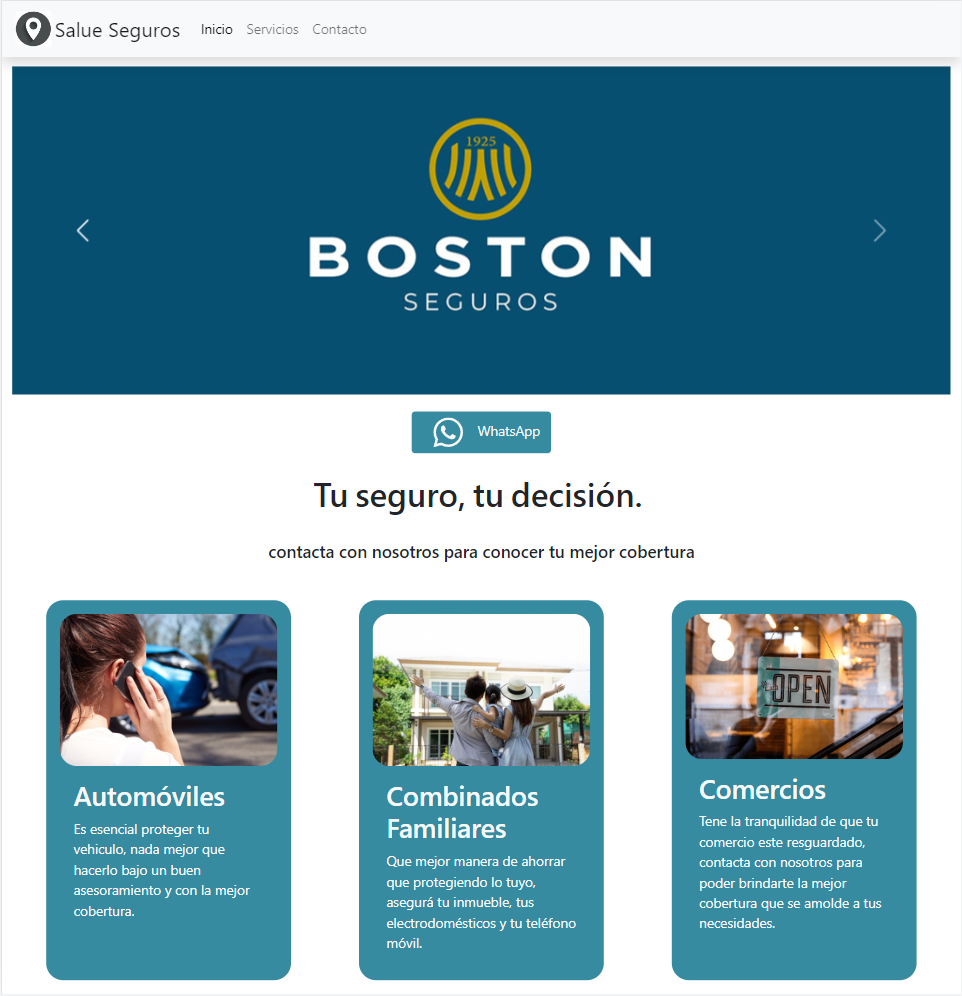 Salue Seguros Inicio Servicios Contacto
1925
BOSTON
SEGUROS
WhatsApp
Tu seguro, tu decisión.
contacta con nosotros para conocer tu mejor cobertura
Automóviles
Es esencial proteger tu
vehiculo, nada mejor que
hacerlo bajo un buen
asesoramiento y con la mejor
cobertura.
Combinados
Familiares
Que mejor manera de ahorrar
que protegiendo lo tuyo,
asegurá tu inmueble, tus
electrodomésticos y tu teléfono
móvil.
OPEN
Comercios
Tene la tranquilidad de que tu
comercio este resguardado,
contacta con nosotros para
poder brindarte la mejor
cobertura que se amolde a tus
necesidades.